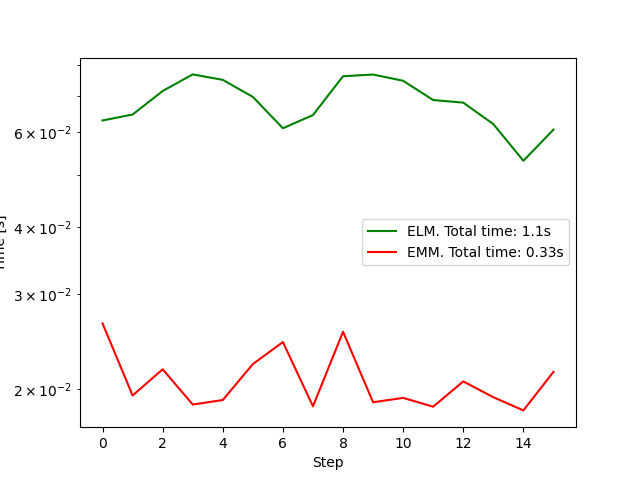 6 × 10⁻²
4 × 10⁻²
3 × 10⁻²
2 × 10⁻²
Time [s]
ELM. Total time: 1.1s
EMM. Total time: 0.33s
0 2 4 6 8 10 12 14
Step